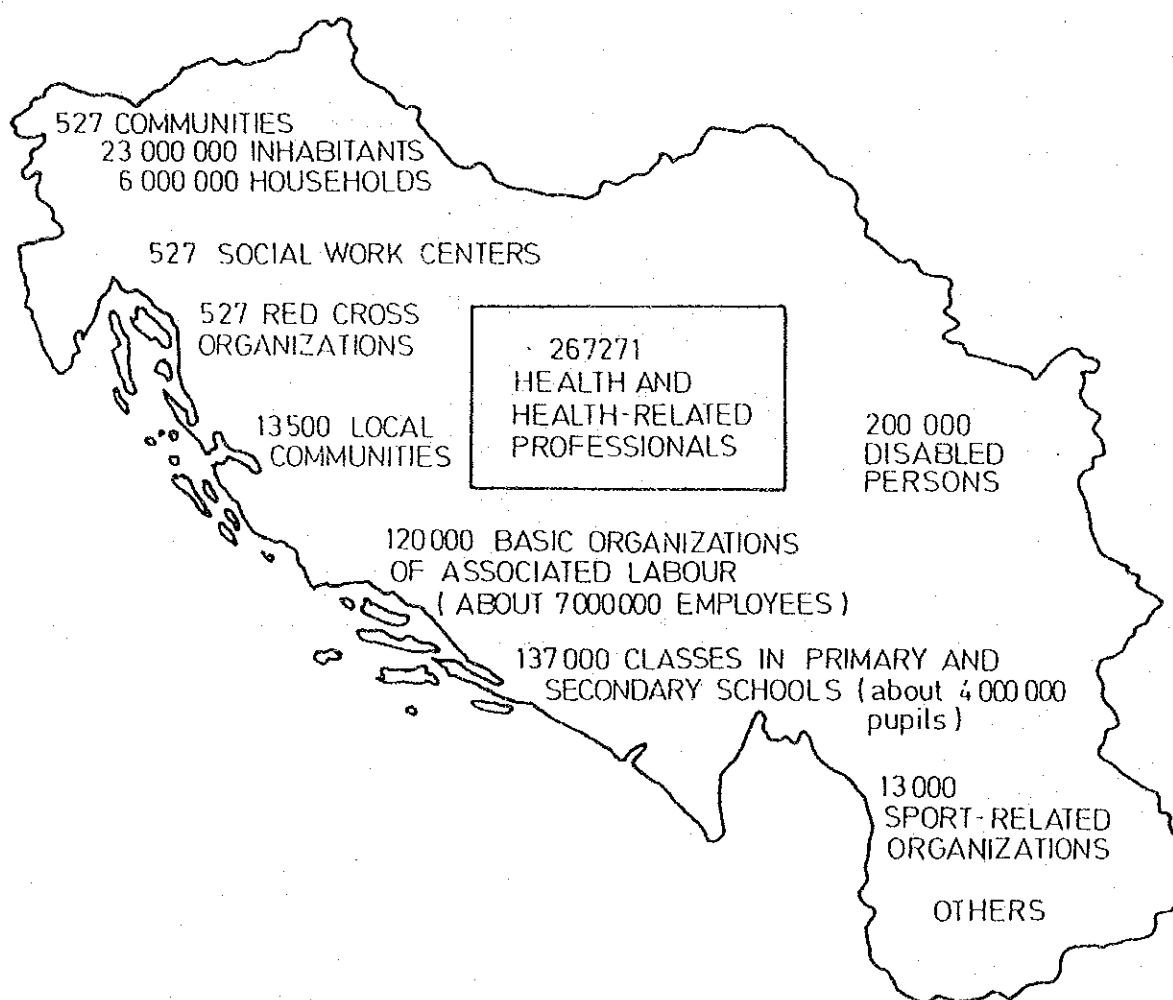 527 COMMUNITIES
23 000 000 INHABITANTS
6 000 000 HOUSEHOLDS
527 SOCIAL WORK CENTERS
527 RED CROSS
ORGANIZATIONS
267271
HEALTH AND
HEALTH-RELATED
PROFESSIONALS
13500 LOCAL
COMMUNITIES
200 000
DISABLED
PERSONS
120000 BASIC ORGANIZATIONS
OF ASSOCIATED LABOUR
( ABOUT 7000000 EMPLOYEES )
137000 CLASSES IN PRIMARY AND
SECONDARY SCHOOLS (about 4 000 000
pupils)
13000
SPORT-RELATED
ORGANIZATIONS
OTHERS